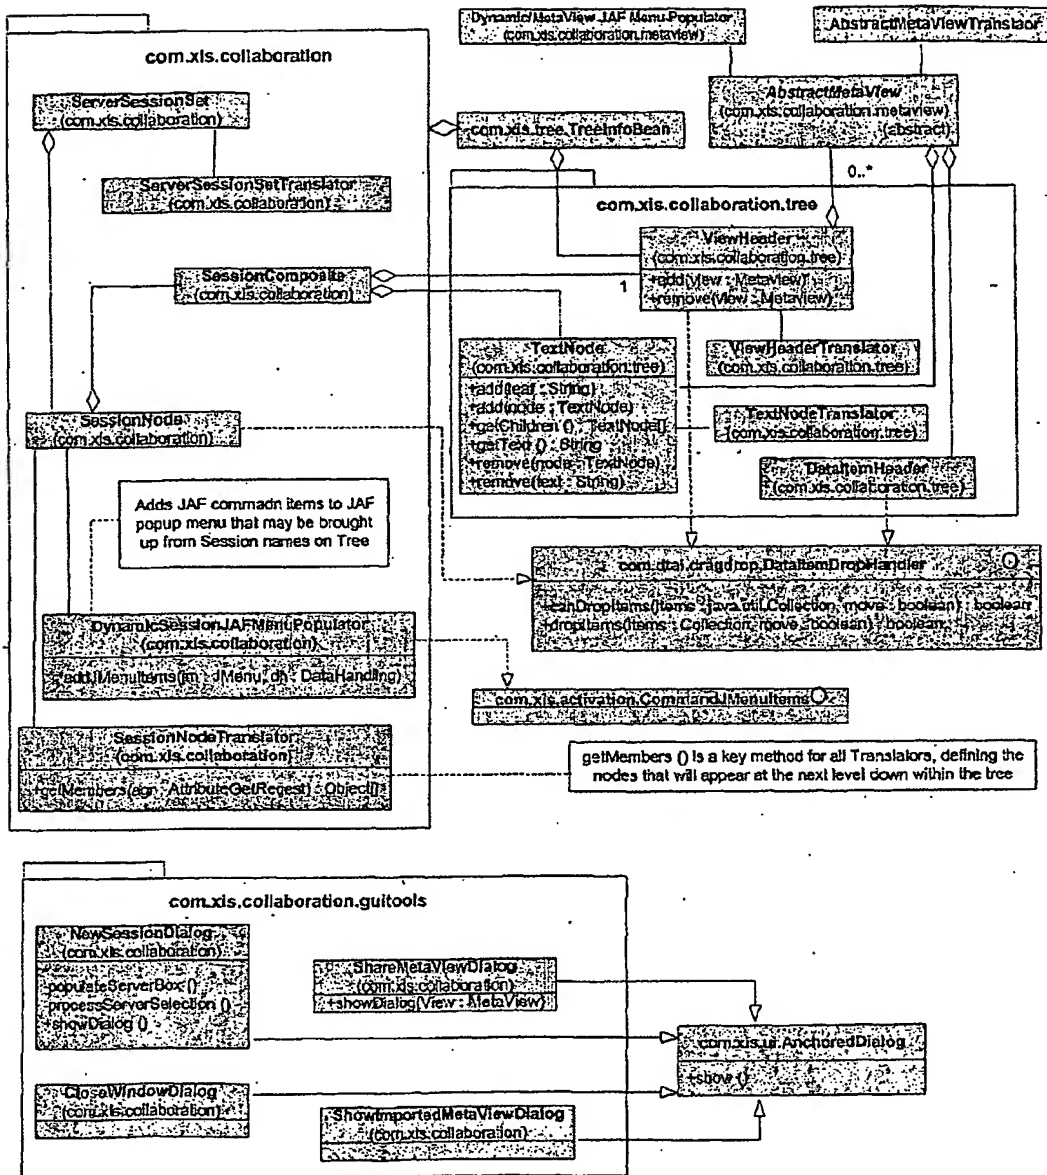 com.xis.collaboration
ServerSessionSet
(com.xis.collaboration)
ServerSessionSetTranslator
(com.xis.collaboration)
SessionComposite
(com.xis.collaboration)
SessionNode
(com.xis.collaboration)
Adds JAF commadn items to JAF
popup menu that may be brought
up from Session names on Tree
DynamicSessionJAFMenuPopulator
(com.xis.collaboration)
addJMenuItems(jm : JMenu, dh : DataHandling)
SessionNodeTranslator
(com.xis.collaboration)
+getMembers(agr : AttributeGetReqest) : Object[]
Dynamic/MetaView JAF Menu Populator
(com.xis.collaboration.metaview)
AbstractMetaViewTranslaor
AbstractMetaView
(com.xis.collaboration.metaview)
(abstract)
com.xis.tree.TreeInfoBean
0..*
com.xis.collaboration.tree
ViewHeader
(com.xis.collaboration.tree)
+add(view : MetaView)
+remove(view : Metaview)
1
ViewHeaderTranslator
(com.xis.collaboration.tree)
TextNode
(com.xis.collaboration.tree)
+add(leaf : String)
+add(node : TextNode)
+getChildren () : TextNode[]
+getText () : String
+remove(node : TextNode)
+remove(text : String)
TextNodeTranslator
(com.xis.collaboration.tree)
DataItemHeader
(com.xis.collaboration.tree)
com.dtai.dragdrop.DataItemDropHandler
+canDropItems(items : java.util.Collection, move : boolean) : boolean
+dropItems(items : Collection, move : boolean) : boolean
com.xis.activation.CommandJMenuItems
getMembers () is a key method for all Translators, defining the
nodes that will appear at the next level down within the tree
com.xis.collaboration.guitools
NewSessionDialog
(com.xis.collaboration)
populateServerBox ()
processServerSelection ()
+showDialog ()
ShareMetaViewDialog
(com.xis.collaboration)
+showDialog(View : MetaView)
com.xis.ui.AnchoredDialog
+show ()
CloseWindowDialog
(com.xis.collaboration)
ShowImportedMetaViewDialog
(com.xis.collaboration)